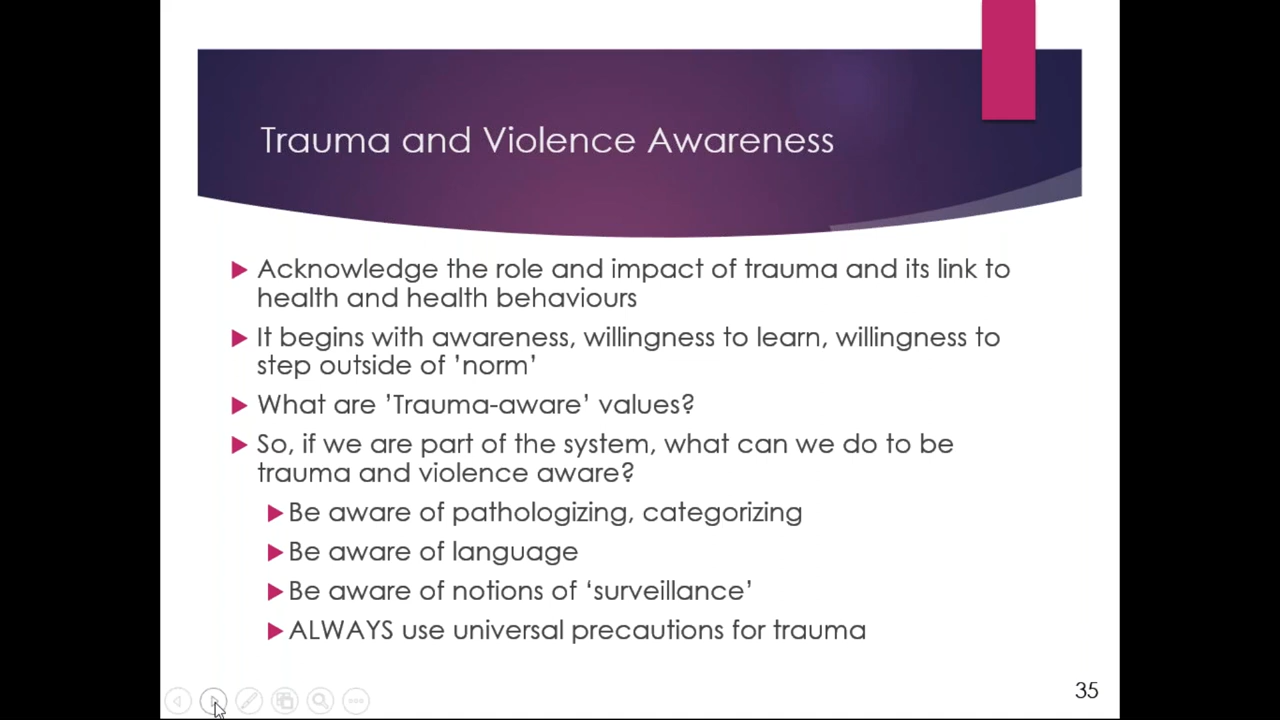 Trauma and Violence Awareness
Acknowledge the role and impact of trauma and its link to
health and health behaviours
It begins with awareness, willingness to learn, willingness to
step outside of ’norm’
What are ’Trauma-aware’ values?
So, if we are part of the system, what can we do to be
trauma and violence aware?
Be aware of pathologizing, categorizing
Be aware of language
Be aware of notions of ‘surveillance’
ALWAYS use universal precautions for trauma
35